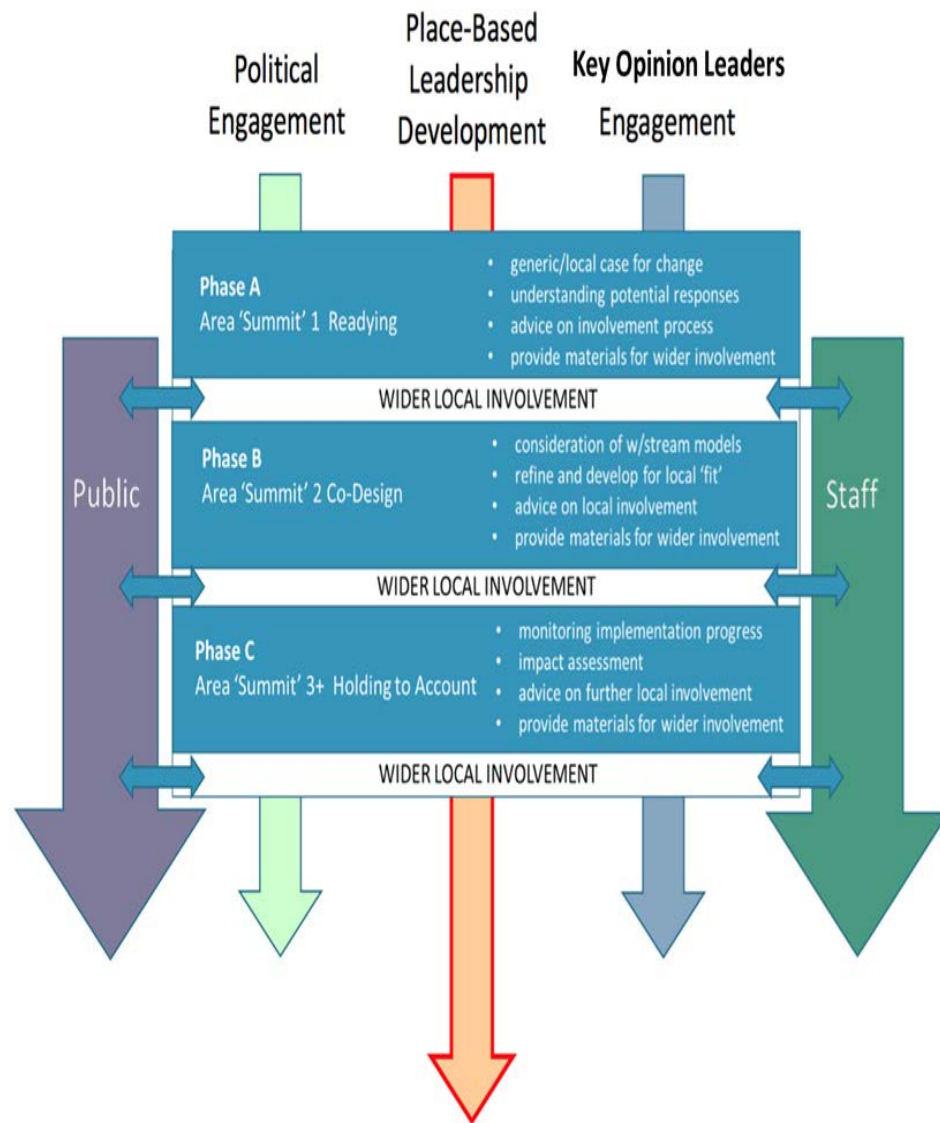 Political
Engagement
Place-Based
Leadership
Development
Key Opinion Leaders
Engagement
Phase A
Area ‘Summit’ 1 Readying
• generic/local case for change
• understanding potential responses
• advice on involvement process
• provide materials for wider involvement
WIDER LOCAL INVOLVEMENT
Phase B
Area ‘Summit’ 2 Co-Design
• consideration of w/stream models
• refine and develop for local ‘fit’
• advice on local involvement
• provide materials for wider involvement
Public
Staff
WIDER LOCAL INVOLVEMENT
Phase C
Area ‘Summit’ 3+ Holding to Account
• monitoring implementation progress
• impact assessment
• advice on further local involvement
• provide materials for wider involvement
WIDER LOCAL INVOLVEMENT